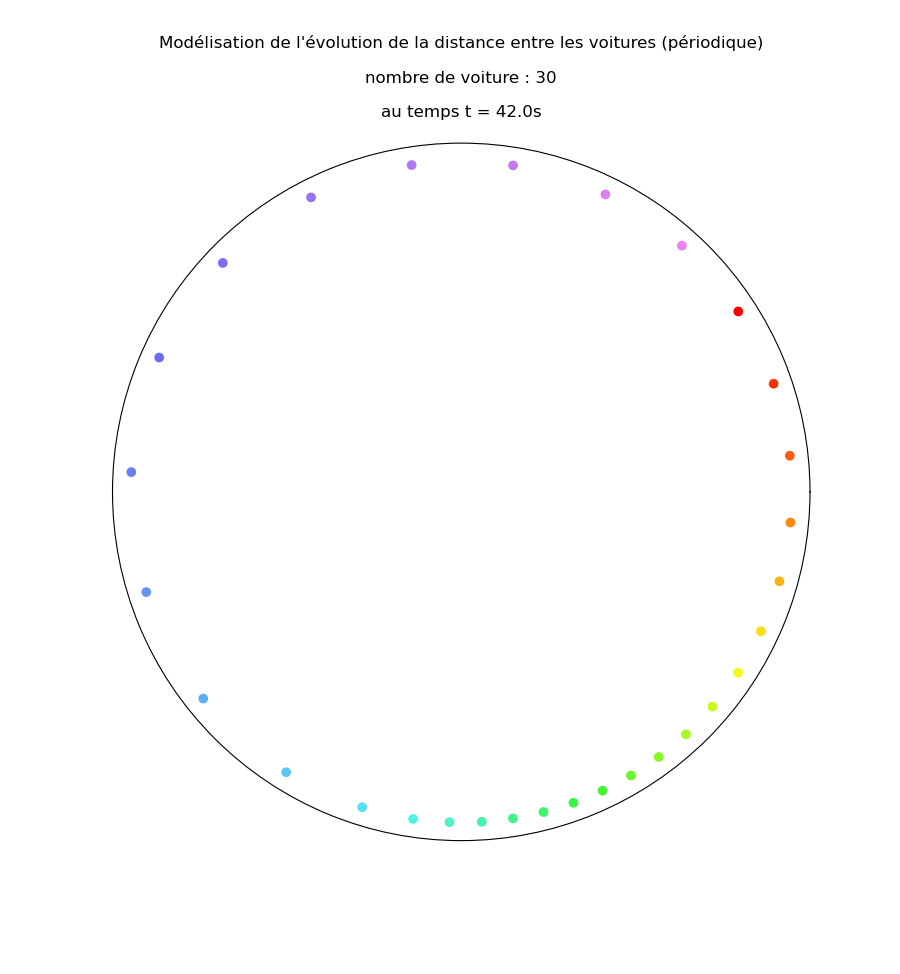 Modélisation de l'évolution de la distance entre les voitures (périodique)
nombre de voiture : 30
au temps t = 42.0s